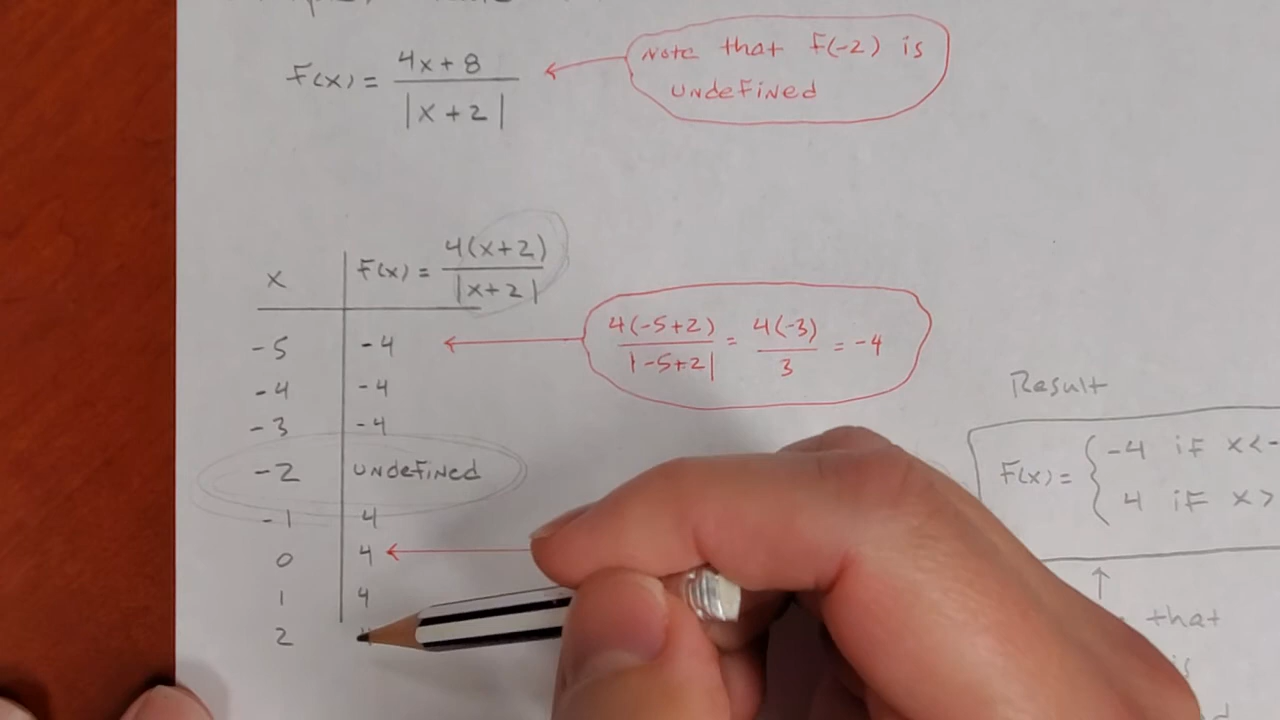 F(x) = 4x+8 / |x+2|
Note that F(-2) is
undefined
x F(x) = 4(x+2) / |x+2|
-5 -4
4(-5+2) / |-5+2| = 4(-3) / 3 = -4
-4 -4
-3 -4
-2 undefined
-1 4
0 4
1 4
2
Result
F(x) = { -4 if x<-
4 if x>
that